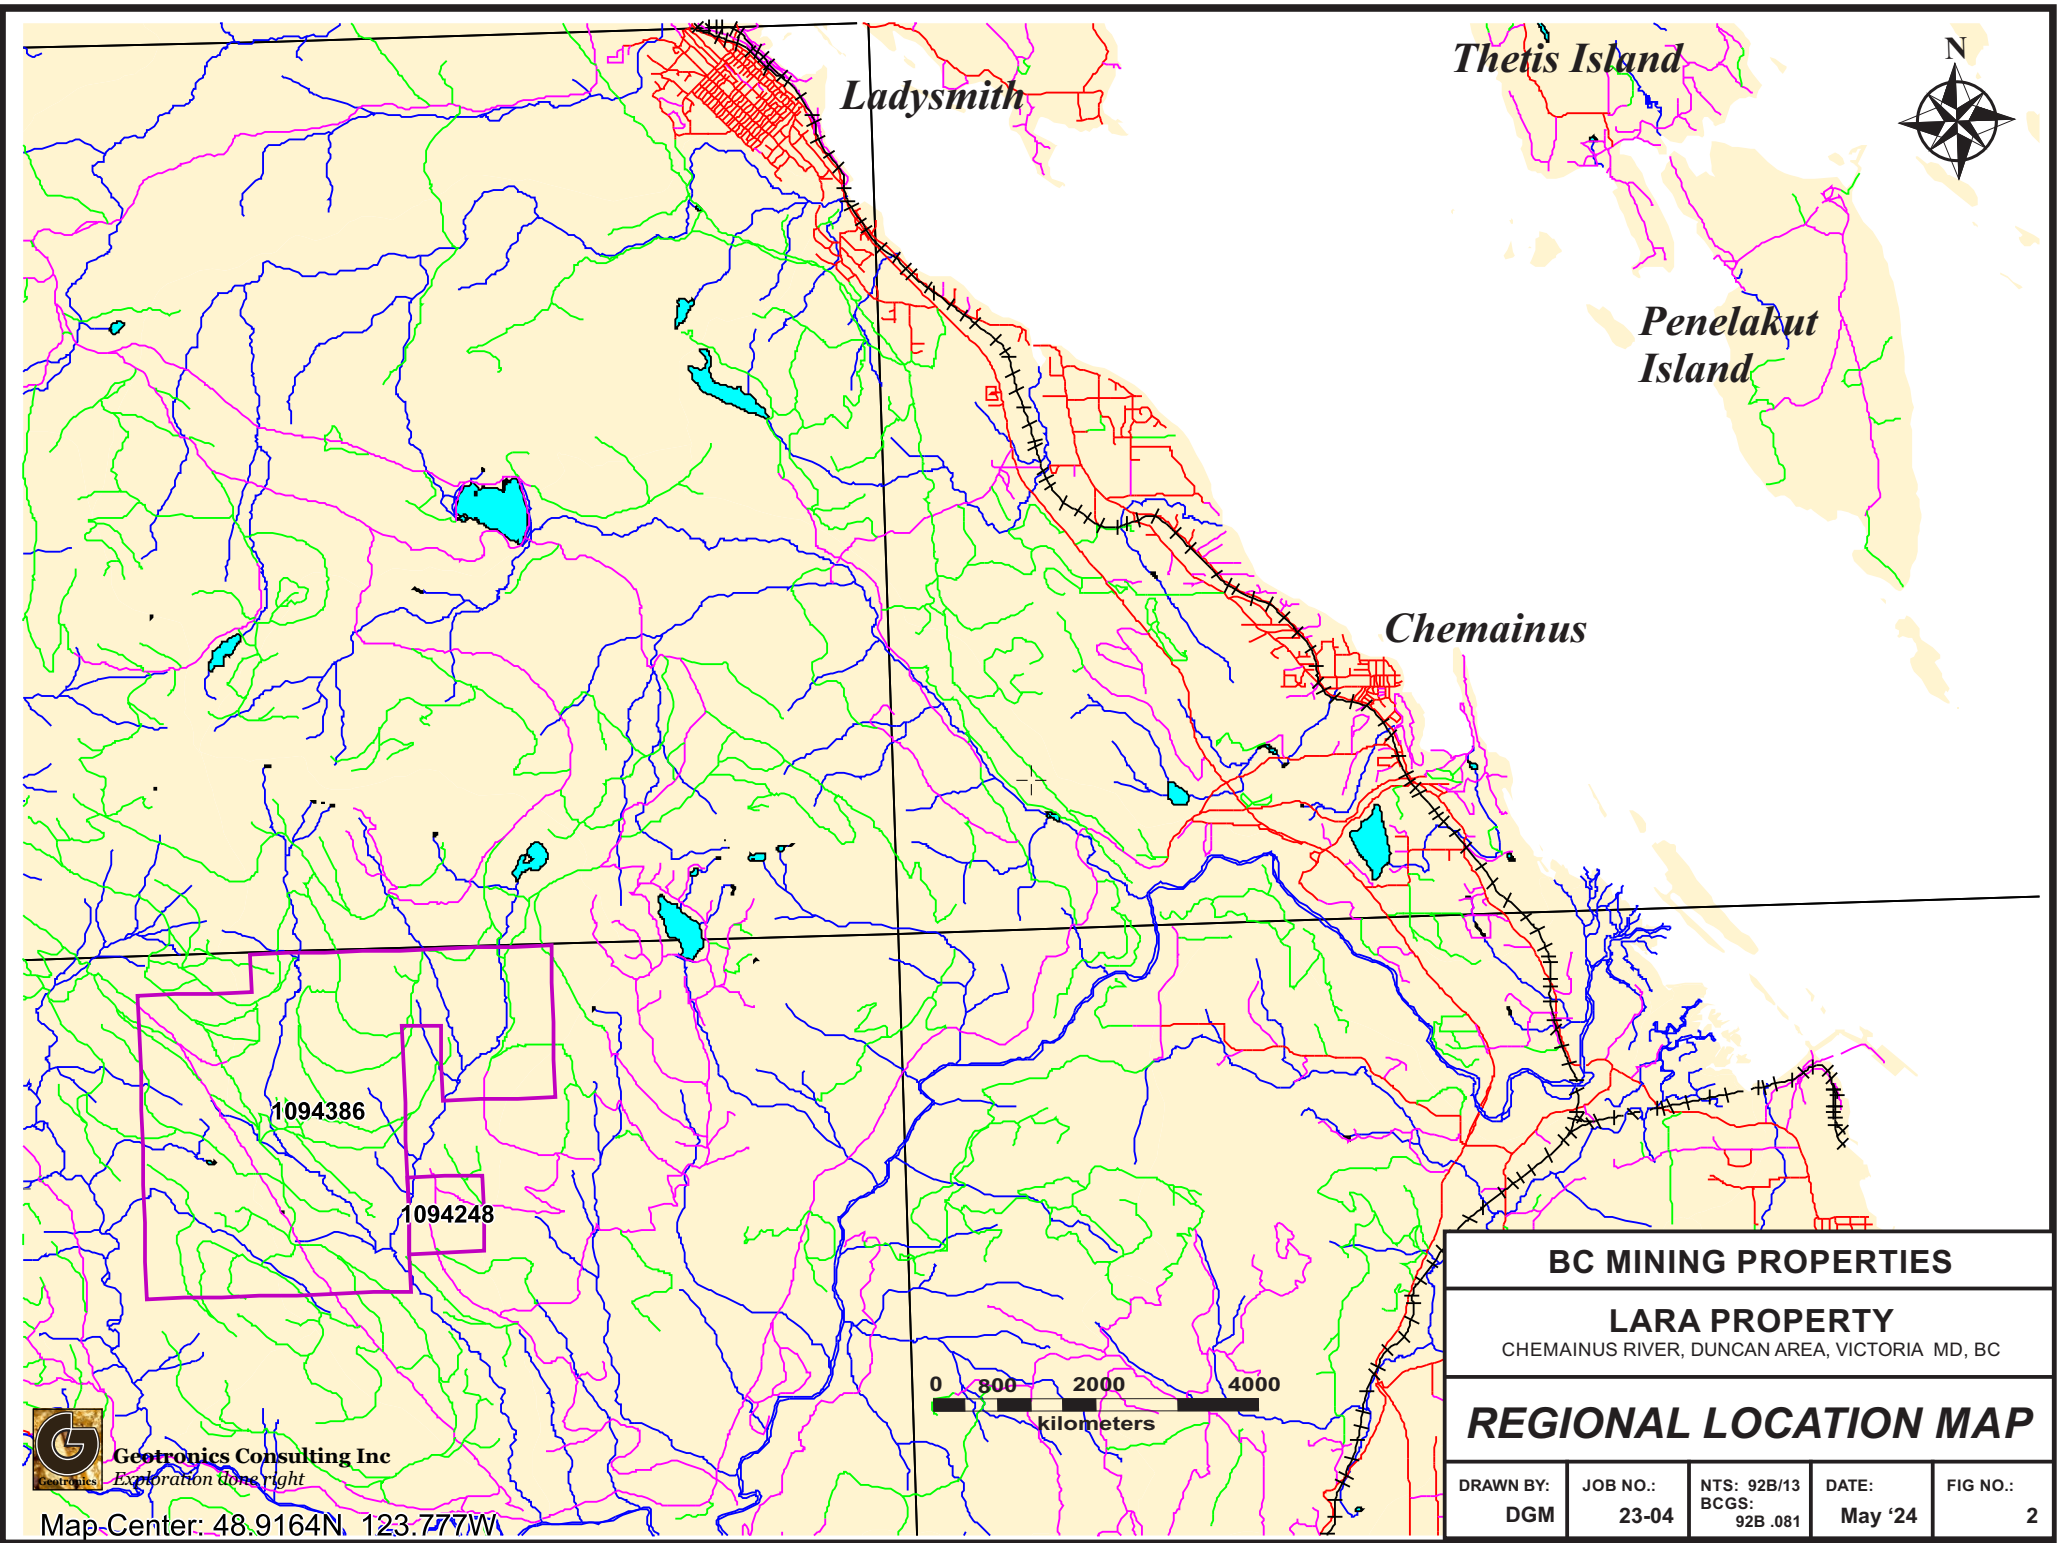 Thetis Island
N
Ladysmith
Penelakut
Island
Chemainus
1094386
1094248
0 800 2000 4000
kilometers
BC MINING PROPERTIES
LARA PROPERTY
CHEMAINUS RIVER, DUNCAN AREA, VICTORIA MD, BC
REGIONAL LOCATION MAP
DRAWN BY:
DGM
JOB NO.:
23-04
NTS: 92B/13
BCGS:
92B .081
DATE:
May ‘24
FIG NO.:
2
Geotronics
Geotronics Consulting Inc
Exploration done right
Map Center: 48.9164N 123.777W